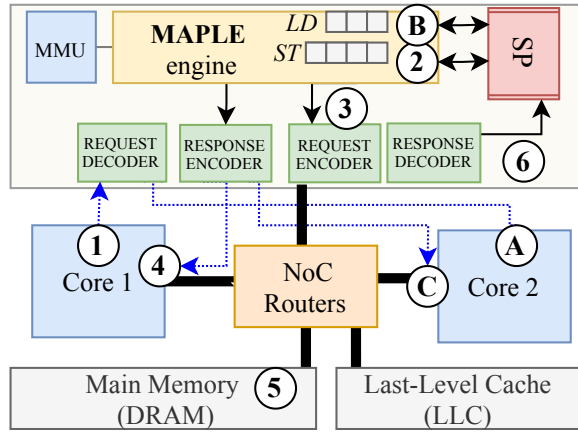 MMU
MAPLE
engine
LD
ST
B
2
SP
3
REQUEST
DECODER
RESPONSE
ENCODER
REQUEST
ENCODER
RESPONSE
DECODER
6
1
Core 1
4
NoC
Routers
C
A
Core 2
Main Memory
(DRAM)
5
Last-Level Cache
(LLC)